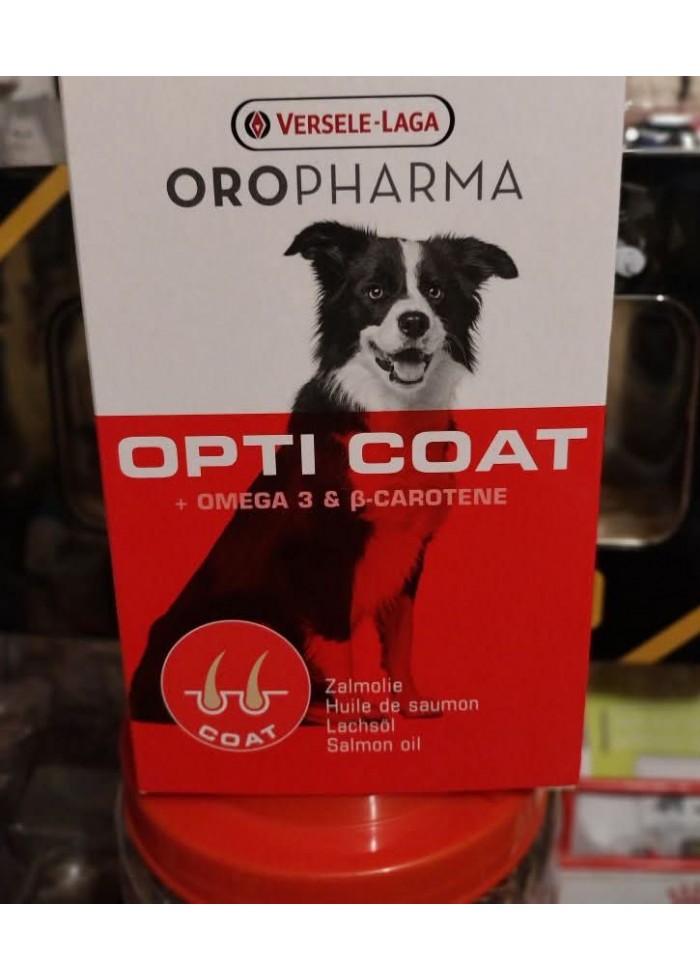 VERSELE-LAGA
OROPHARMA
OPTI COAT
+ OMEGA 3 & β-CAROTENE
COAT
Zalmolie
Huile de saumon
Lachsöl
Salmon oil